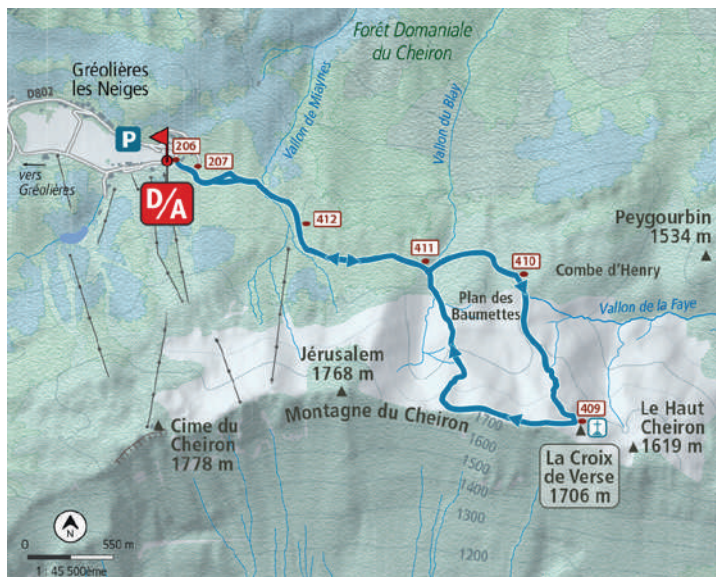 Forêt Domaniale
du Cheiron
Gréolières
les Neiges
D802
P
206
207
vers
Gréolières
D/A
Vallon de Miaynes
Vallon du Blay
412
411
410
Peygourbin
1534 m
Combe d'Henry
Plan des
Baumettes
Vallon de la Faye
Jérusalem
1768 m
Montagne du Cheiron
Cime du
Cheiron
1778 m
409
Le Haut
Cheiron
1619 m
La Croix
de Verse
1706 m
1700
1600
1500
1400
1300
1200
N
0 550 m
1 : 45 500ème